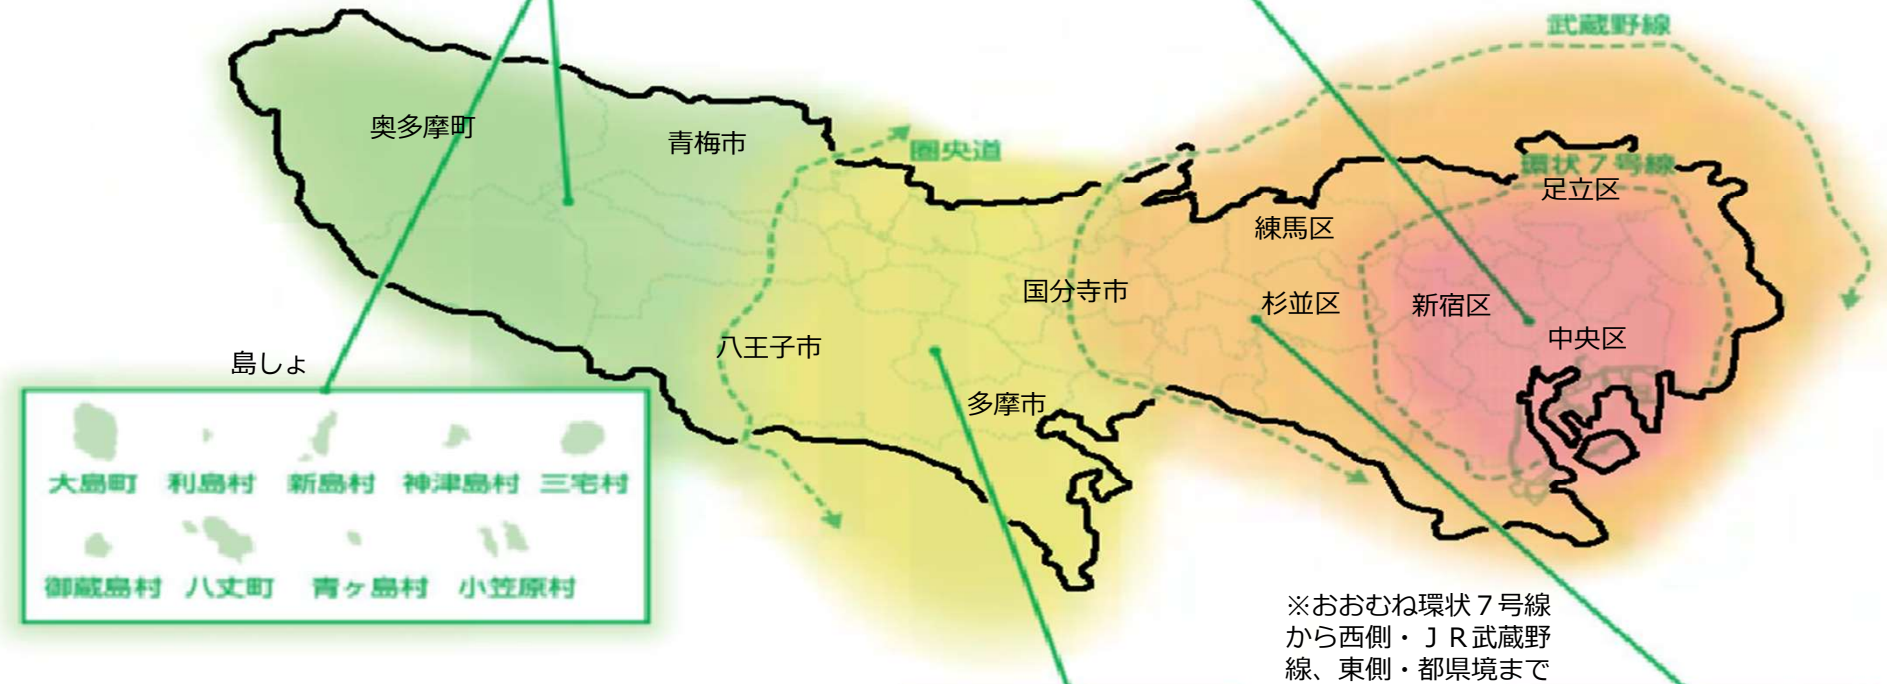 武蔵野線
奥多摩町
青梅市
圏央道
環状７号線
足立区
練馬区
国分寺市
杉並区
新宿区
八王子市
中央区
島しょ
多摩市
大島町 利島村 新島村 神津島村 三宅村
御蔵島村 八丈町 青ヶ島村 小笠原村
※おおむね環状７号線
から西側・ＪＲ武蔵野
線、東側・都県境まで